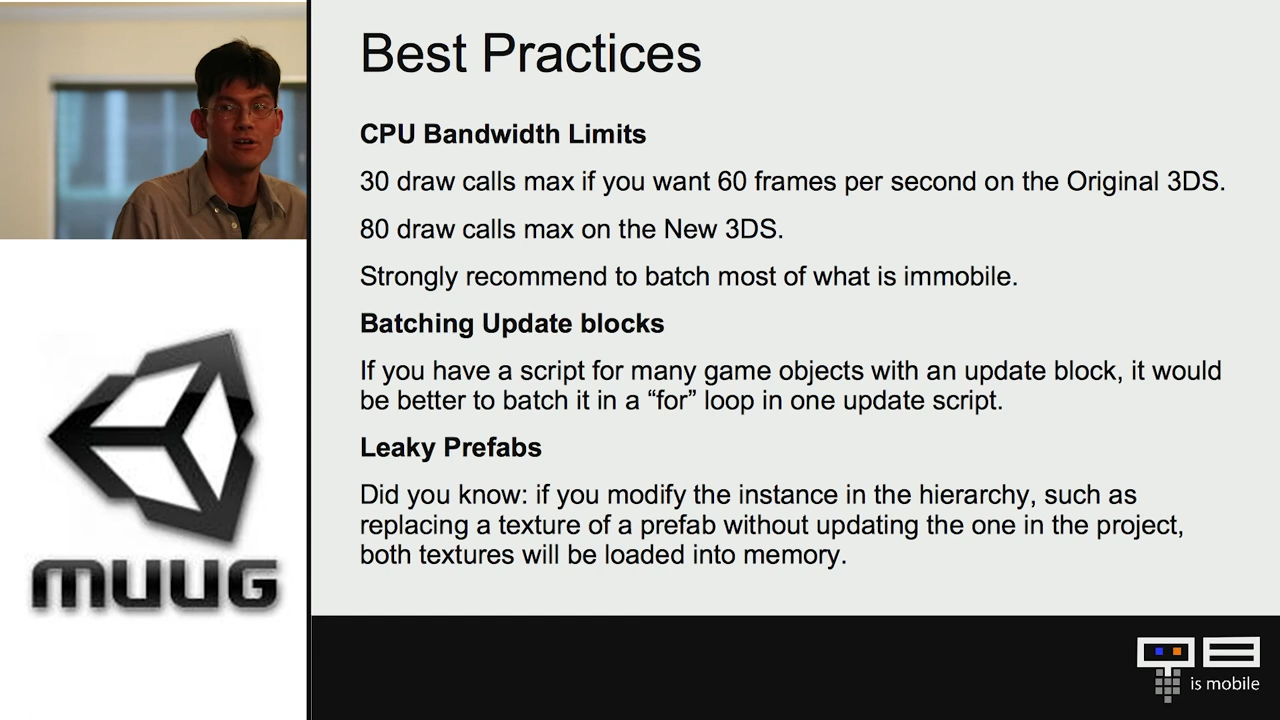 Best Practices
CPU Bandwidth Limits
30 draw calls max if you want 60 frames per second on the Original 3DS.
80 draw calls max on the New 3DS.
Strongly recommend to batch most of what is immobile.
Batching Update blocks
If you have a script for many game objects with an update block, it would
be better to batch it in a “for” loop in one update script.
Leaky Prefabs
Did you know: if you modify the instance in the hierarchy, such as
replacing a texture of a prefab without updating the one in the project,
both textures will be loaded into memory.
MUUG
is mobile